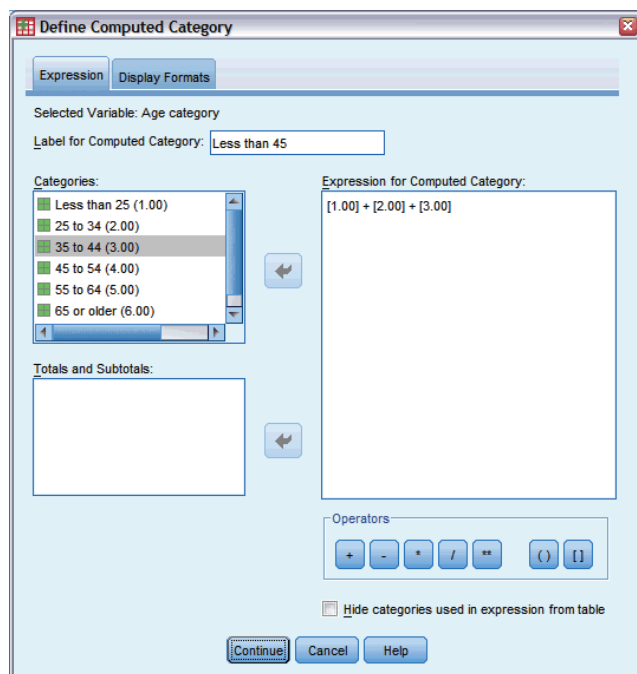 Define Computed Category
Expression
Display Formats
Selected Variable: Age category
Label for Computed Category:
Less than 45
Categories:
Less than 25 (1.00)
25 to 34 (2.00)
35 to 44 (3.00)
45 to 54 (4.00)
55 to 64 (5.00)
65 or older (6.00)
Expression for Computed Category:
[1.00] + [2.00] + [3.00]
Totals and Subtotals:
Operators
+ - * / ** ( ) [ ]
Hide categories used in expression from table
Continue Cancel Help